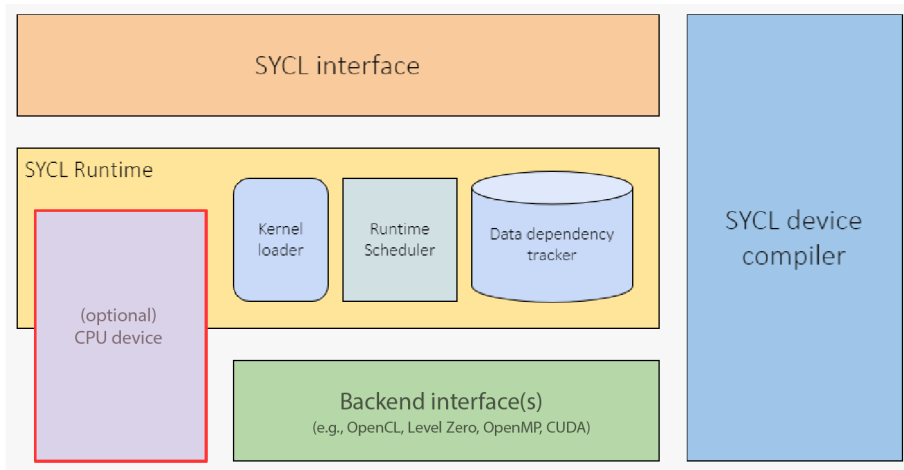 SYCL interface
SYCL Runtime
Kernel
loader
Runtime
Scheduler
Data dependency
tracker
(optional)
CPU device
Backend interface(s)
(e.g., OpenCL, Level Zero, OpenMP, CUDA)
SYCL device
compiler